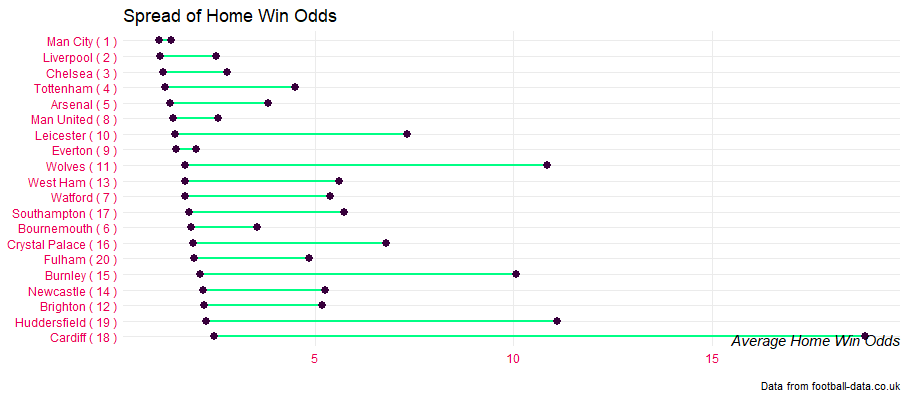 Spread of Home Win Odds
Man City ( 1 )
Liverpool ( 2 )
Chelsea ( 3 )
Tottenham ( 4 )
Arsenal ( 5 )
Man United ( 8 )
Leicester ( 10 )
Everton ( 9 )
Wolves ( 11 )
West Ham ( 13 )
Watford ( 7 )
Southampton ( 17 )
Bournemouth ( 6 )
Crystal Palace ( 16 )
Fulham ( 20 )
Burnley ( 15 )
Newcastle ( 14 )
Brighton ( 12 )
Huddersfield ( 19 )
Cardiff ( 18 )
Average Home Win Odds
5 10 15
Data from football-data.co.uk